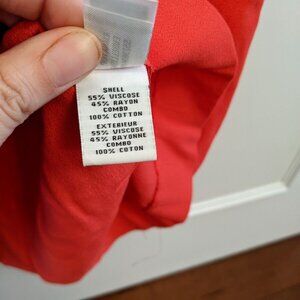 SHELL
55% VISCOSE
45% RAYON
COMBO
100% COTTON
EXTERIEUR
55% VISCOSE
45% RAYONNE
COMBO
100% COTON